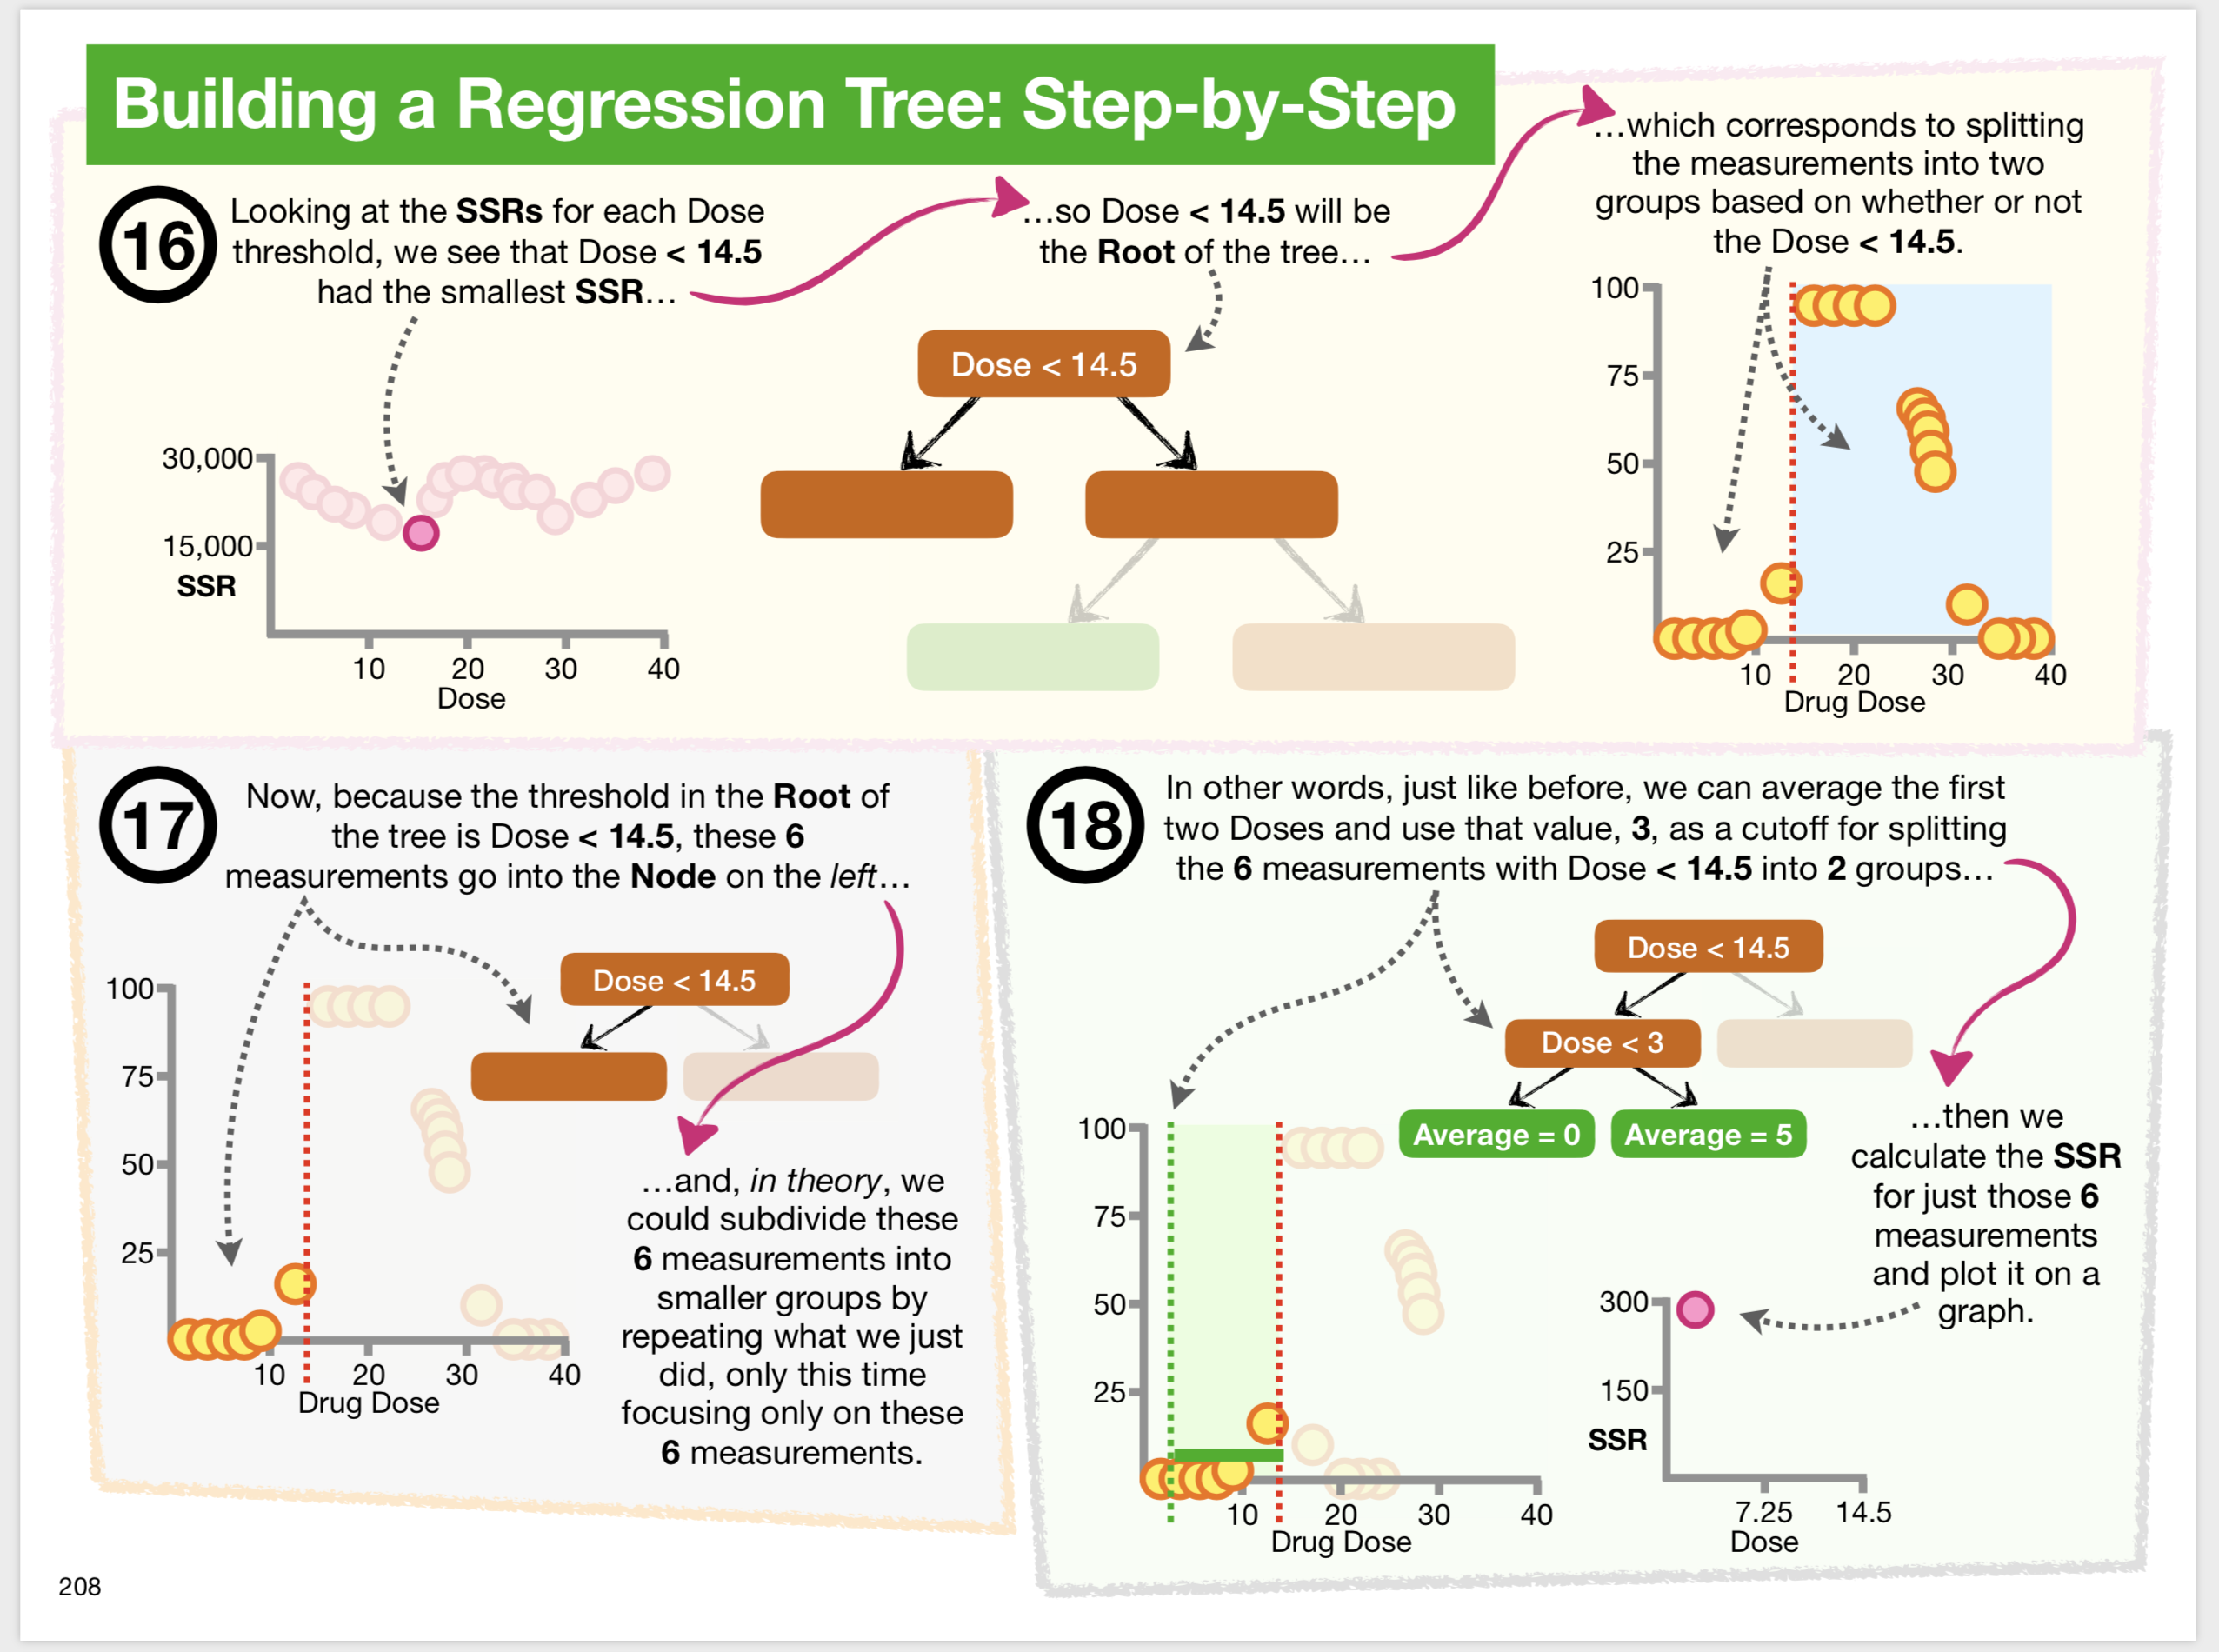 Building a Regression Tree: Step-by-Step
16
Looking at the SSRs for each Dose
threshold, we see that Dose < 14.5
had the smallest SSR…
…so Dose < 14.5 will be
the Root of the tree…
…which corresponds to splitting
the measurements into two
groups based on whether or not
the Dose < 14.5.
30,000
15,000
SSR
10 20 30 40
Dose
Dose < 14.5
100
75
50
25
10 20 30 40
Drug Dose
17
Now, because the threshold in the Root of
the tree is Dose < 14.5, these 6
measurements go into the Node on the left…
Dose < 14.5
100
75
50
25
10 20 30 40
Drug Dose
…and, in theory, we
could subdivide these
6 measurements into
smaller groups by
repeating what we just
did, only this time
focusing only on these
6 measurements.
18
In other words, just like before, we can average the first
two Doses and use that value, 3, as a cutoff for splitting
the 6 measurements with Dose < 14.5 into 2 groups…
Dose < 14.5
Dose < 3
Average = 0
Average = 5
100
75
50
25
10 20 30 40
Drug Dose
…then we
calculate the SSR
for just those 6
measurements
and plot it on a
graph.
300
150
SSR
7.25 14.5
Dose
208